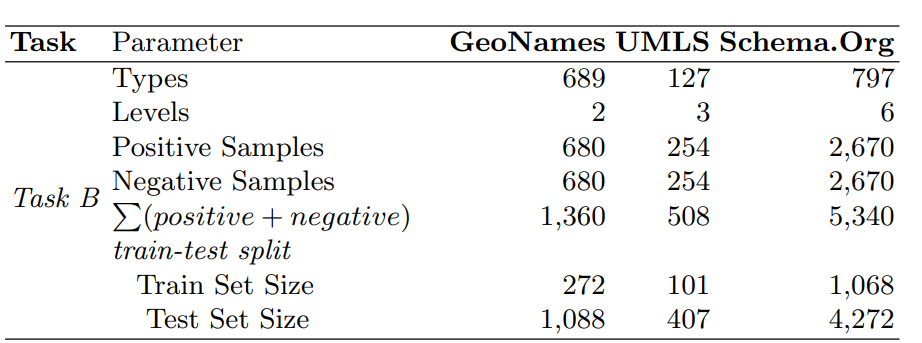 Task Parameter GeoNames UMLS Schema.Org
Types 689 127 797
Levels 2 3 6
Positive Samples 680 254 2,670
Negative Samples 680 254 2,670
Task B
∑(positive + negative) 1,360 508 5,340
train-test split
Train Set Size 272 101 1,068
Test Set Size 1,088 407 4,272